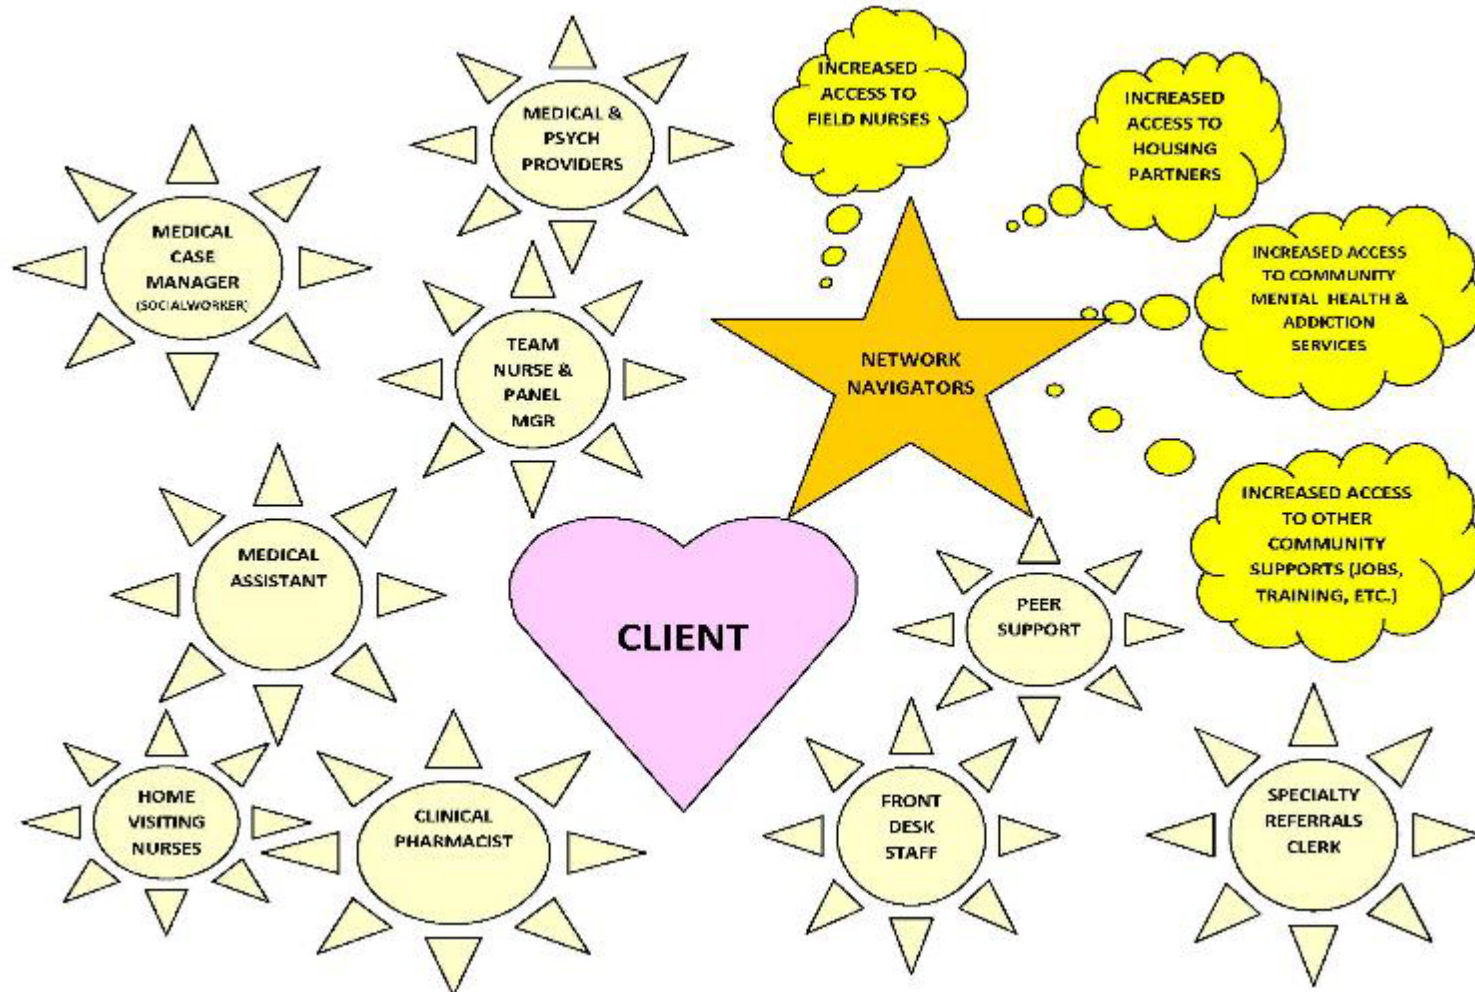 MEDICAL &
PSYCH
PROVIDERS
INCREASED
ACCESS TO
FIELD NURSES
INCREASED
ACCESS TO
HOUSING
PARTNERS
MEDICAL
CASE
MANAGER
(SOCIALWORKER)
INCREASED ACCESS
TO COMMUNITY
MENTAL HEALTH &
ADDICTION
SERVICES
TEAM
NURSE &
PANEL
MGR
NETWORK
NAVIGATORS
INCREASED ACCESS
TO OTHER
COMMUNITY
SUPPORTS (JOBS,
TRAINING, ETC.)
MEDICAL
ASSISTANT
CLIENT
PEER
SUPPORT
HOME
VISITING
NURSES
CLINICAL
PHARMACIST
FRONT
DESK
STAFF
SPECIALTY
REFERRALS
CLERK